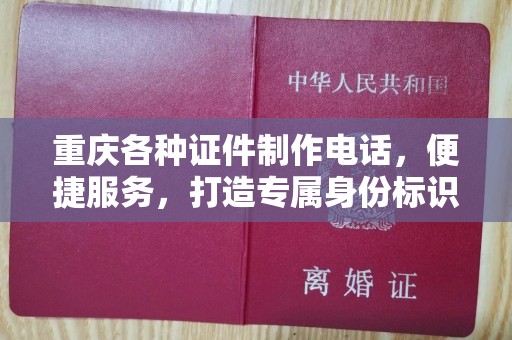 中华人民共和国
重庆各种证件制作电话，便
捷服务，打造专属身份标识
离婚证